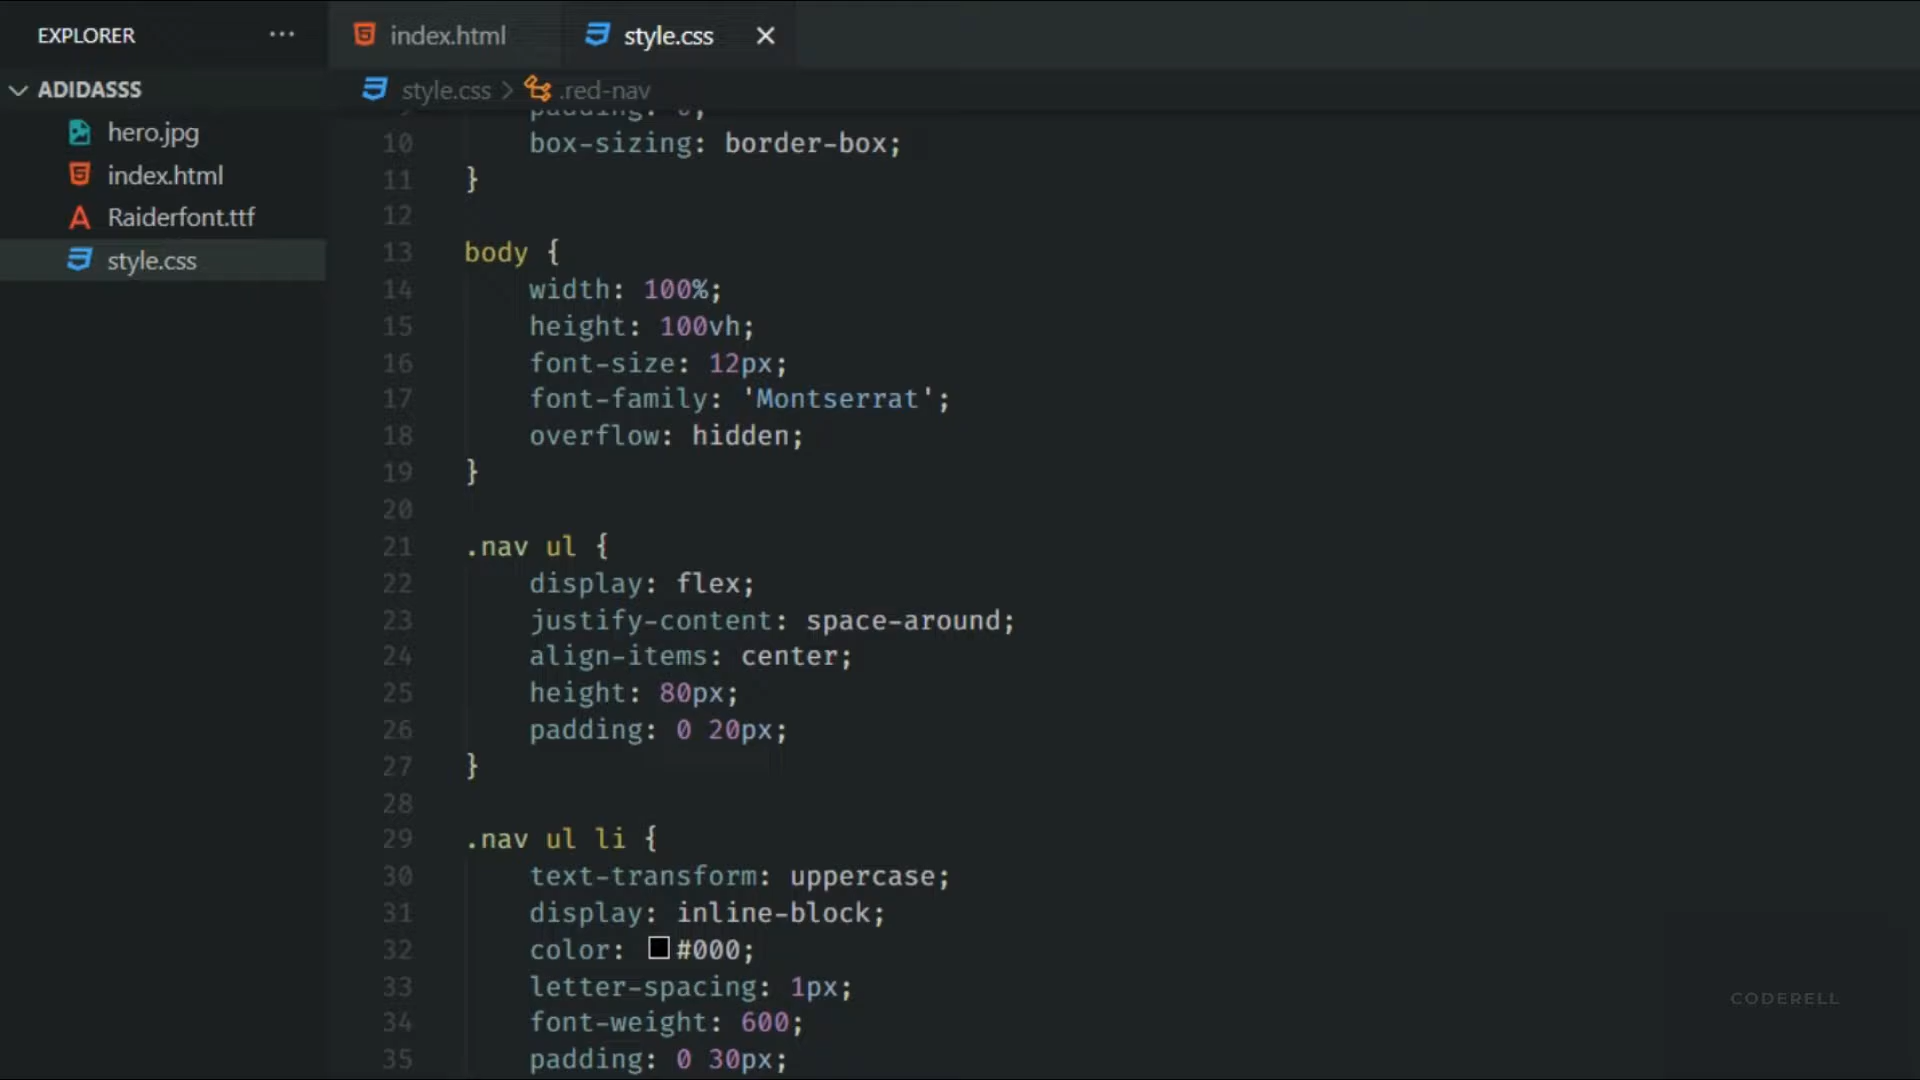 EXPLORER
index.html
style.css
ADIDASSS
style.css > .red-nav
hero.jpg
index.html
Raiderfont.ttf
style.css
padding: 0;
10 box-sizing: border-box;
11 }
12
13 body {
14 width: 100%;
15 height: 100vh;
16 font-size: 12px;
17 font-family: 'Montserrat';
18 overflow: hidden;
19 }
20
21 .nav ul {
22 display: flex;
23 justify-content: space-around;
24 align-items: center;
25 height: 80px;
26 padding: 0 20px;
27 }
28
29 .nav ul li {
30 text-transform: uppercase;
31 display: inline-block;
32 color: #000;
33 letter-spacing: 1px;
34 font-weight: 600;
35 padding: 0 30px;
CODERELL